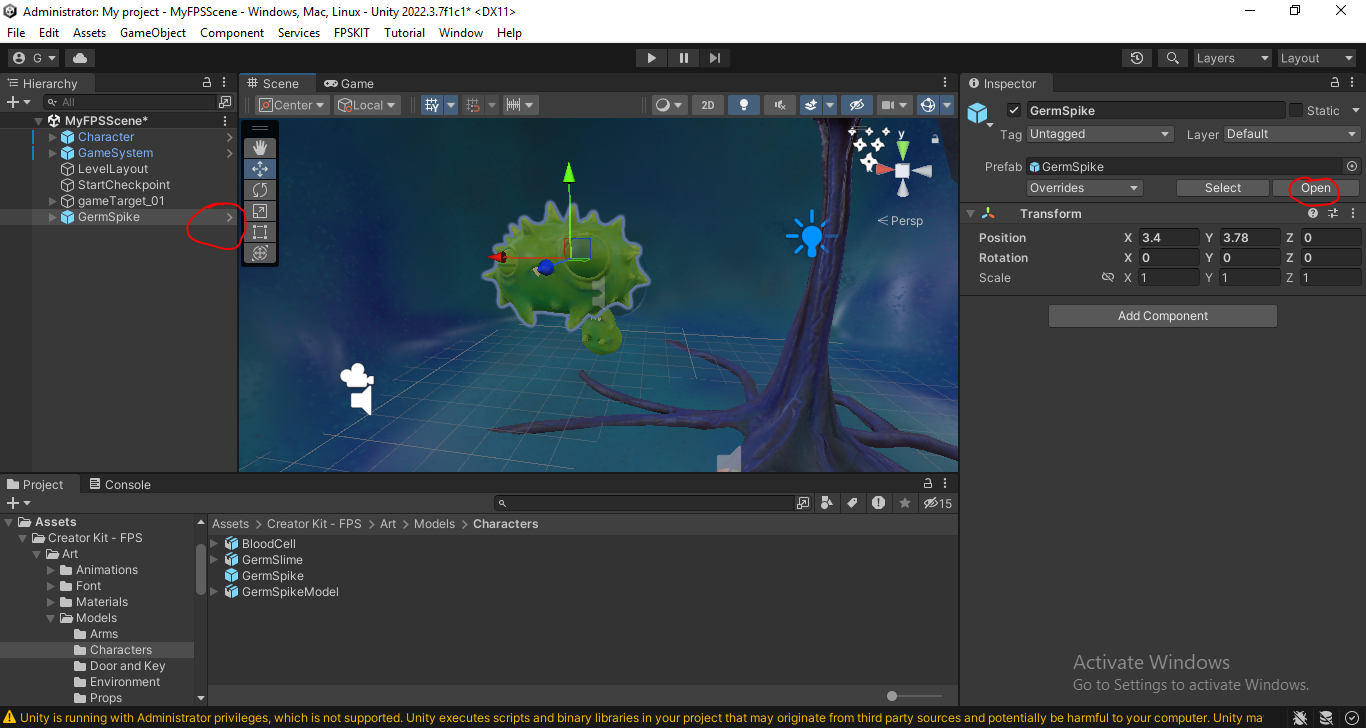 Administrator: My project - MyFPSScene - Windows, Mac, Linux - Unity 2022.3.7f1c1* <DX11>
File Edit Assets GameObject Component Services FPSKIT Tutorial Window Help
G Layers Layout
Hierarchy
All
MyFPSScene*
Character
GameSystem
LevelLayout
StartCheckpoint
gameTarget_01
GermSpike
Scene Game
Center Local 2D
y
Persp
Inspector
GermSpike Static
Tag Untagged Layer Default
Prefab GermSpike
Overrides Select Open
Transform
Position X 3.4 Y 3.78 Z 0
Rotation X 0 Y 0 Z 0
Scale X 1 Y 1 Z 1
Add Component
Project Console
15
Assets
Creator Kit - FPS
Art
Animations
Font
Materials
Models
Arms
Characters
Door and Key
Environment
Props
Assets > Creator Kit - FPS > Art > Models > Characters
BloodCell
GermSlime
GermSpike
GermSpikeModel
Activate Windows
Go to Settings to activate Windows.
Unity is running with Administrator privileges, which is not supported. Unity executes scripts and binary libraries in your project that may originate from third party sources and potentially be harmful to your computer. Unity ma